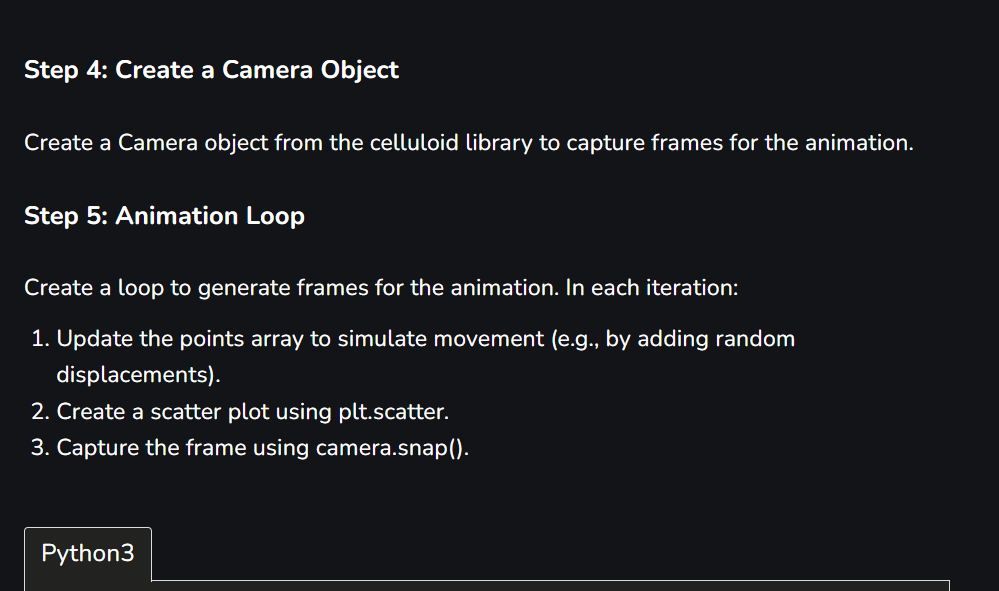 Step 4: Create a Camera Object
Create a Camera object from the celluloid library to capture frames for the animation.
Step 5: Animation Loop
Create a loop to generate frames for the animation. In each iteration:
1. Update the points array to simulate movement (e.g., by adding random
displacements).
2. Create a scatter plot using plt.scatter.
3. Capture the frame using camera.snap().
Python3